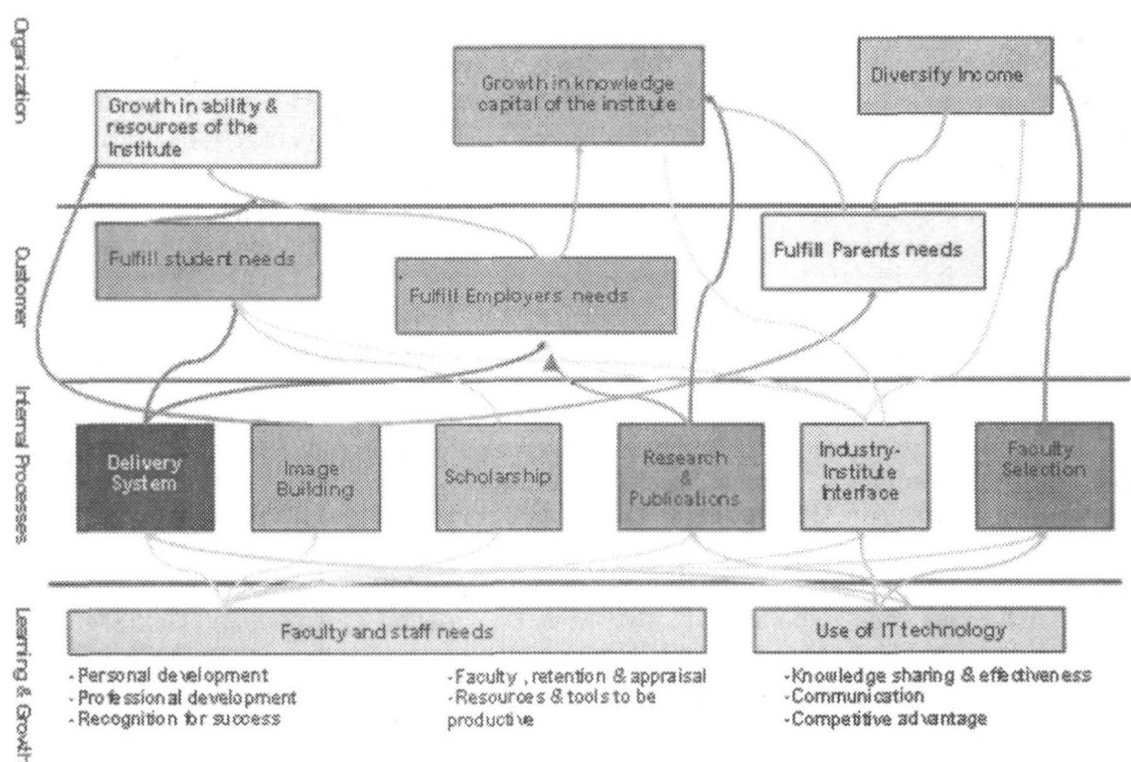 Organization
Growth in ability &
resources of the
Institute
Growth in knowledge
capital of the institute
Diversify Income
Customer
Fulfill student needs
Fulfill Employers' needs
Fulfill Parents needs
Internal Processes
Delivery
System
Image
Building
Scholarship
Research
&
Publications
Industry-
Institute
Interface
Faculty
Selection
Learning & Growth
Faculty and staff needs
Use of IT technology
- Personal development
- Professional development
- Recognition for success
- Faculty , retention & appraisal
- Resources & tools to be
productive
- Knowledge sharing & effectiveness
- Communication
- Competitive advantage